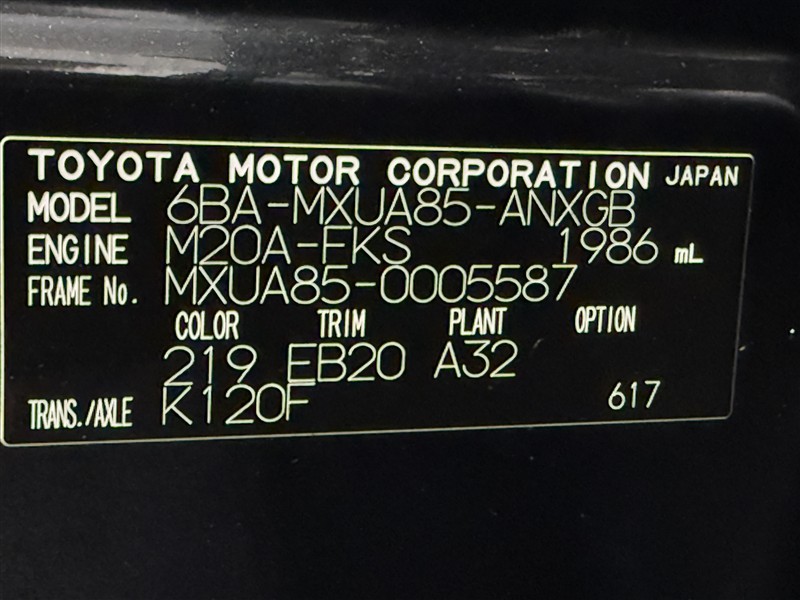 TOYOTA MOTOR CORPORATION JAPAN
MODEL 6BA-MXUA85-ANXGB
ENGINE M20A-FKS 1986 mL
FRAME No. MXUA85-0005587
COLOR TRIM PLANT OPTION
219 EB20 A32
TRANS./AXLE K120F 617